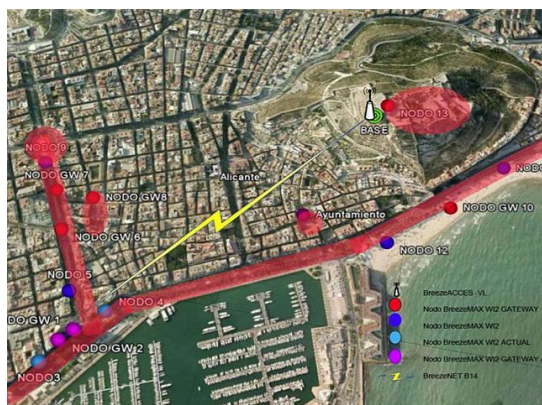 NODO 13
BASE
NODO 9
NODO GW 7
Alicante
NODO GW8
Ayuntamiento
NODO GW 10
NODO GW 6
NODO 12
NODO 5
NODO 4
BreezeACCES -VL
Nodo BreezeMAX WI2 GATEWAY
Nodo BreezeMAX WI2
Nodo BreezeMAX WI2 ACTUAL
Nodo BreezeMAX WI2 GATEWAY
BreezeNET B14
DO GW 1
NODO GW 2
NODO3